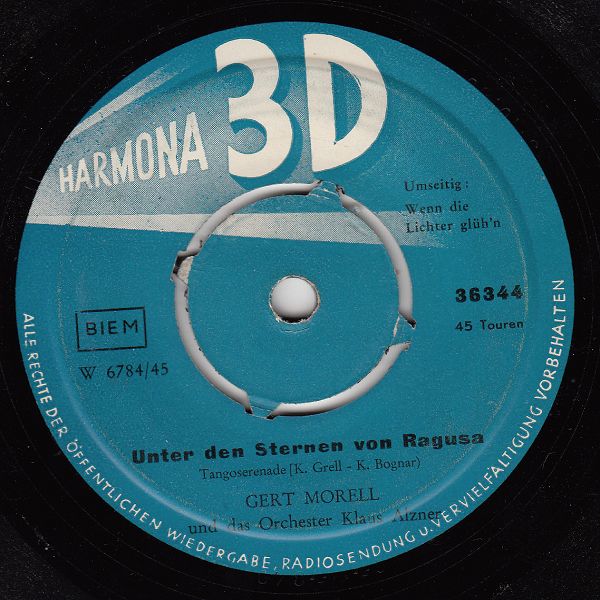 HARMONA 3D
Umseitig:
Wenn die
Lichter glüh'n
36344
45 Touren
BIEM
W 6784/45
Unter den Sternen von Ragusa
Tangoserenade (K. Grell - K. Bognar)
GERT MORELL
und das Orchester Klaus Alzner
ALLE RECHTE DER ÖFFENTLICHEN WIEDERGABE, RADIOSENDUNG U. VERVIELFÄLTIGUNG VORBEHALTEN